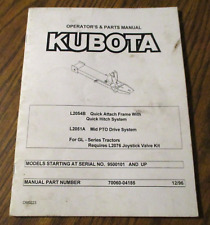 OPERATOR'S & PARTS MANUAL
KUBOTA
L2064B Quick Attach Frame With
Quick Hitch System
L2061A Mid PTO Drive System
For GL - Series Tractors
Requires L2076 Joystick Valve Kit
MODELS STARTING AT SERIAL NO. 9500101 AND UP
MANUAL PART NUMBER 70060-04155 12/96